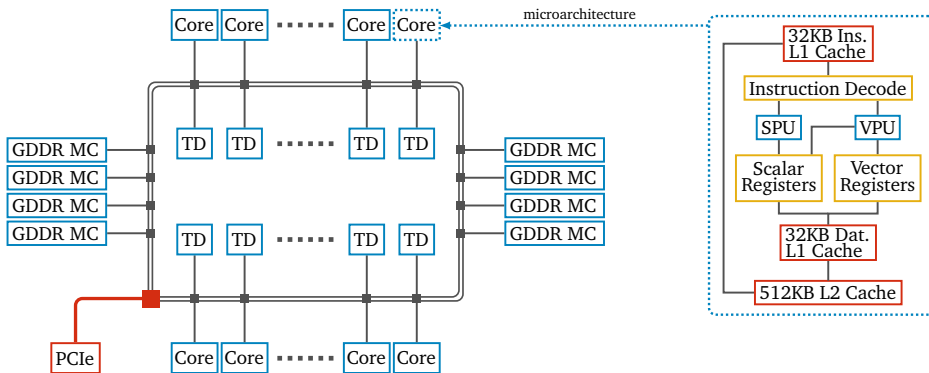 Core Core Core Core
microarchitecture
32KB Ins.
L1 Cache
Instruction Decode
SPU VPU
Scalar
Registers
Vector
Registers
32KB Dat.
L1 Cache
512KB L2 Cache
TD TD TD TD
GDDR MC GDDR MC
GDDR MC GDDR MC
GDDR MC GDDR MC
GDDR MC GDDR MC
TD TD TD TD
PCIe
Core Core Core Core